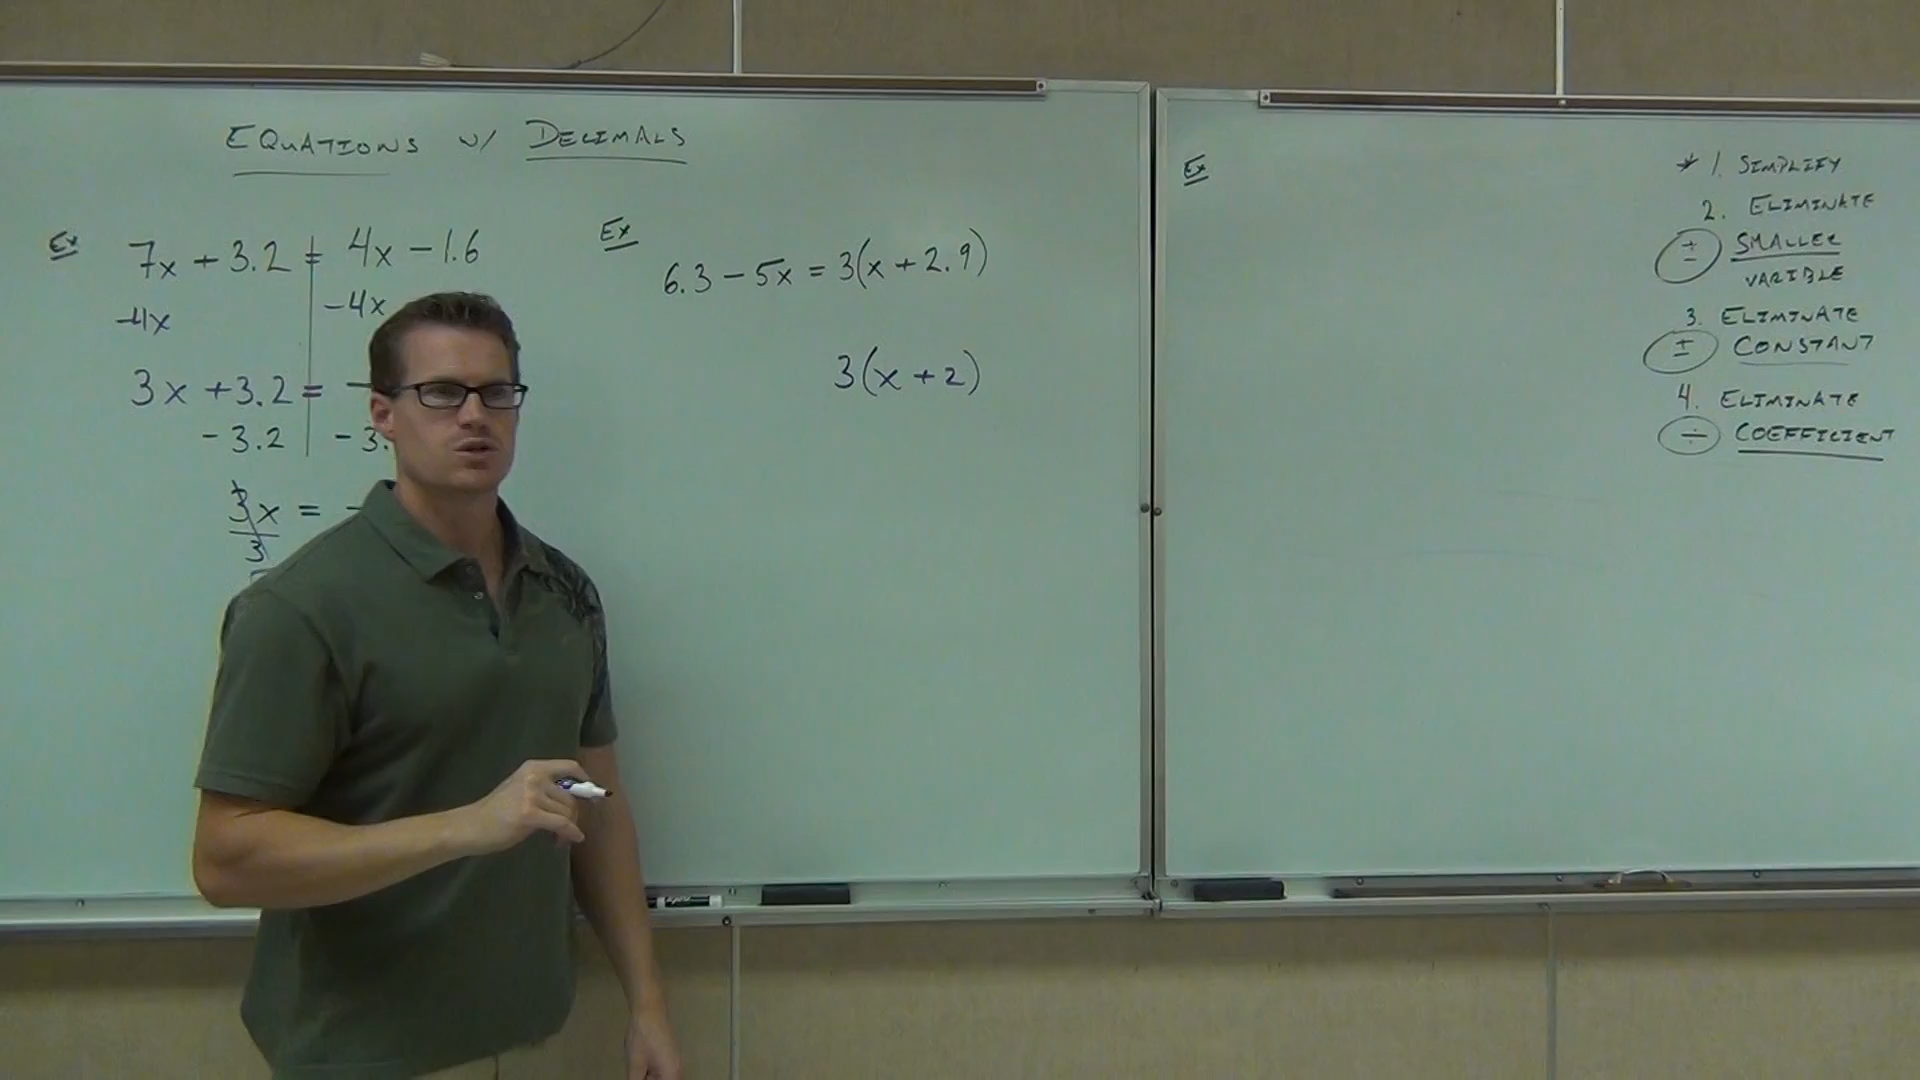 EQUATIONS W/ DECIMALS
Ex 7x + 3.2 = 4x - 1.6
-4x -4x
3x + 3.2 = -
- 3.2 - 3.
3x = -
3
Ex
6.3 - 5x = 3(x + 2.9)
3(x + 2)
Ex
* 1. SIMPLIFY
2. ELIMINATE
± SMALLER
VARIBLE
3. ELIMINATE
± CONSTANT
4. ELIMINATE
÷ COEFFICIENT